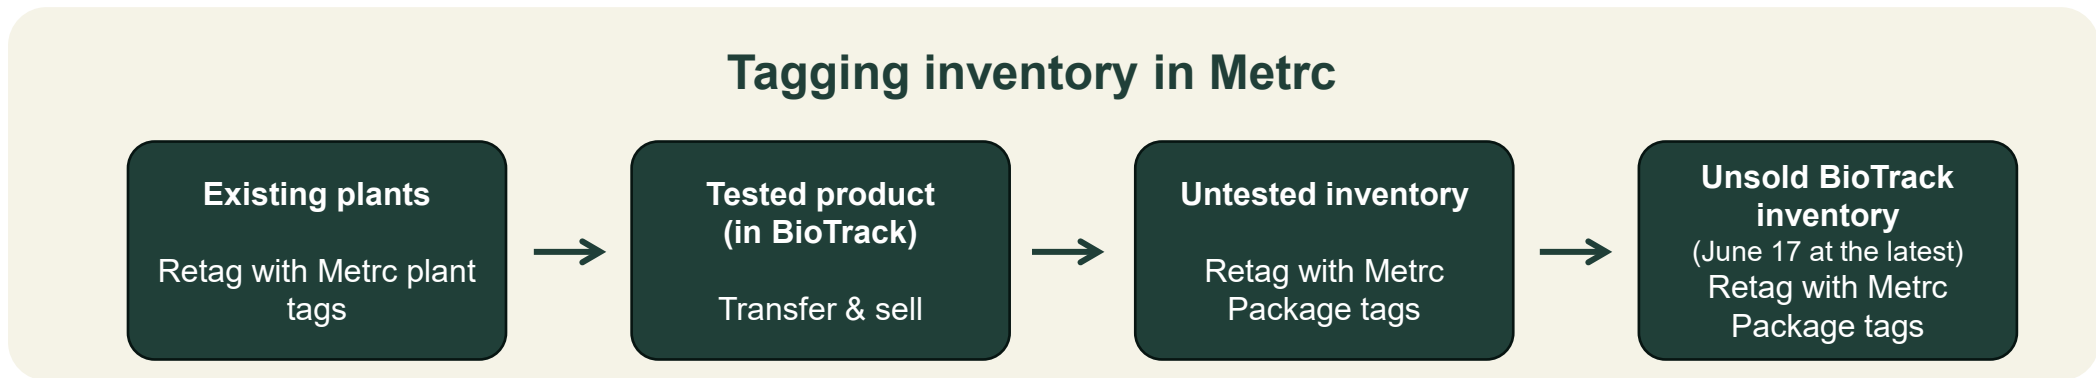 Tagging inventory in Metrc
Existing plants
Retag with Metrc plant
tags
Tested product
(in BioTrack)
Transfer & sell
Untested inventory
Retag with Metrc
Package tags
Unsold BioTrack
inventory
(June 17 at the latest)
Retag with Metrc
Package tags